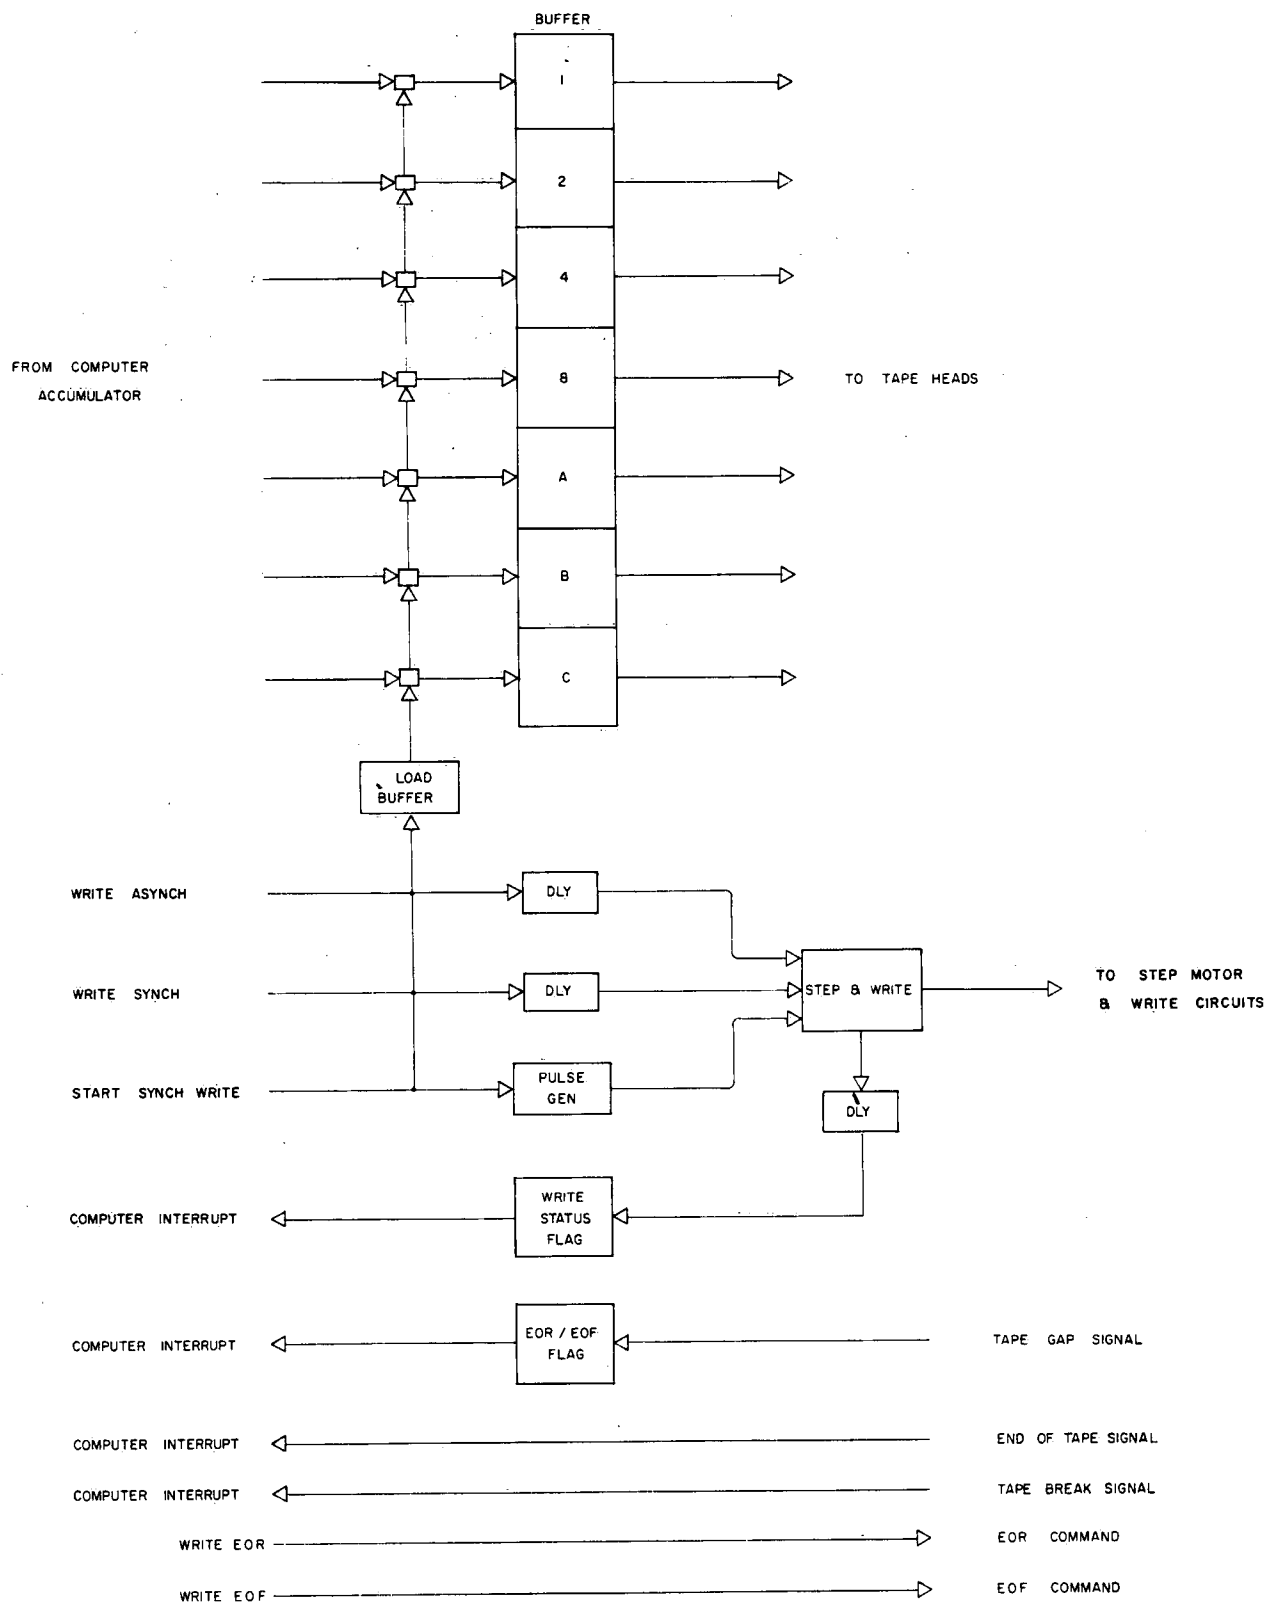 BUFFER
1
2
4
8
A
B
C
FROM COMPUTER
ACCUMULATOR
TO TAPE HEADS
LOAD
BUFFER
WRITE ASYNCH
DLY
WRITE SYNCH
DLY
STEP & WRITE
TO STEP MOTOR
& WRITE CIRCUITS
START SYNCH WRITE
PULSE
GEN
DLY
COMPUTER INTERRUPT
WRITE
STATUS
FLAG
COMPUTER INTERRUPT
EOR / EOF
FLAG
TAPE GAP SIGNAL
COMPUTER INTERRUPT
END OF TAPE SIGNAL
COMPUTER INTERRUPT
TAPE BREAK SIGNAL
WRITE EOR
EOR COMMAND
WRITE EOF
EOF COMMAND